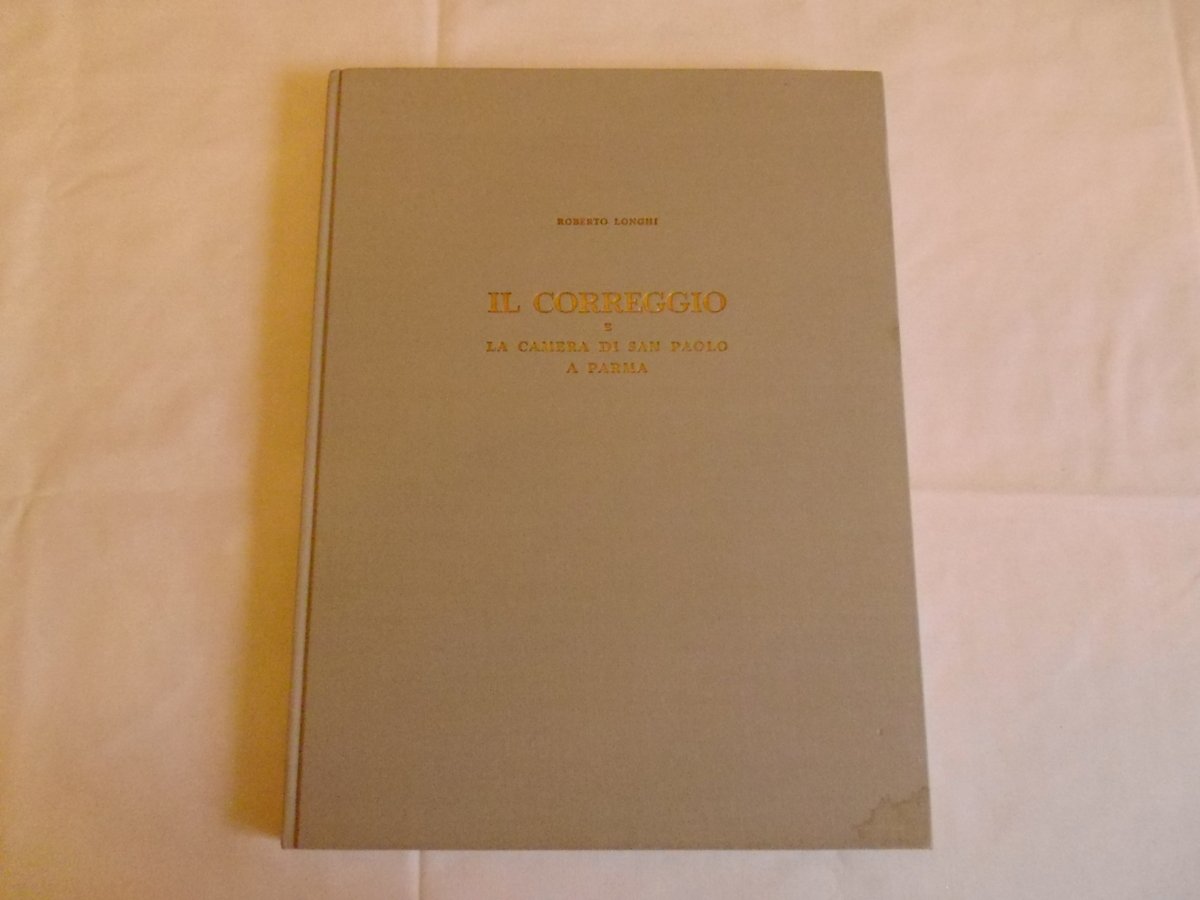 ROBERTO LONGHI
IL CORREGGIO
E
LA CAMERA DI SAN PAOLO
A PARMA